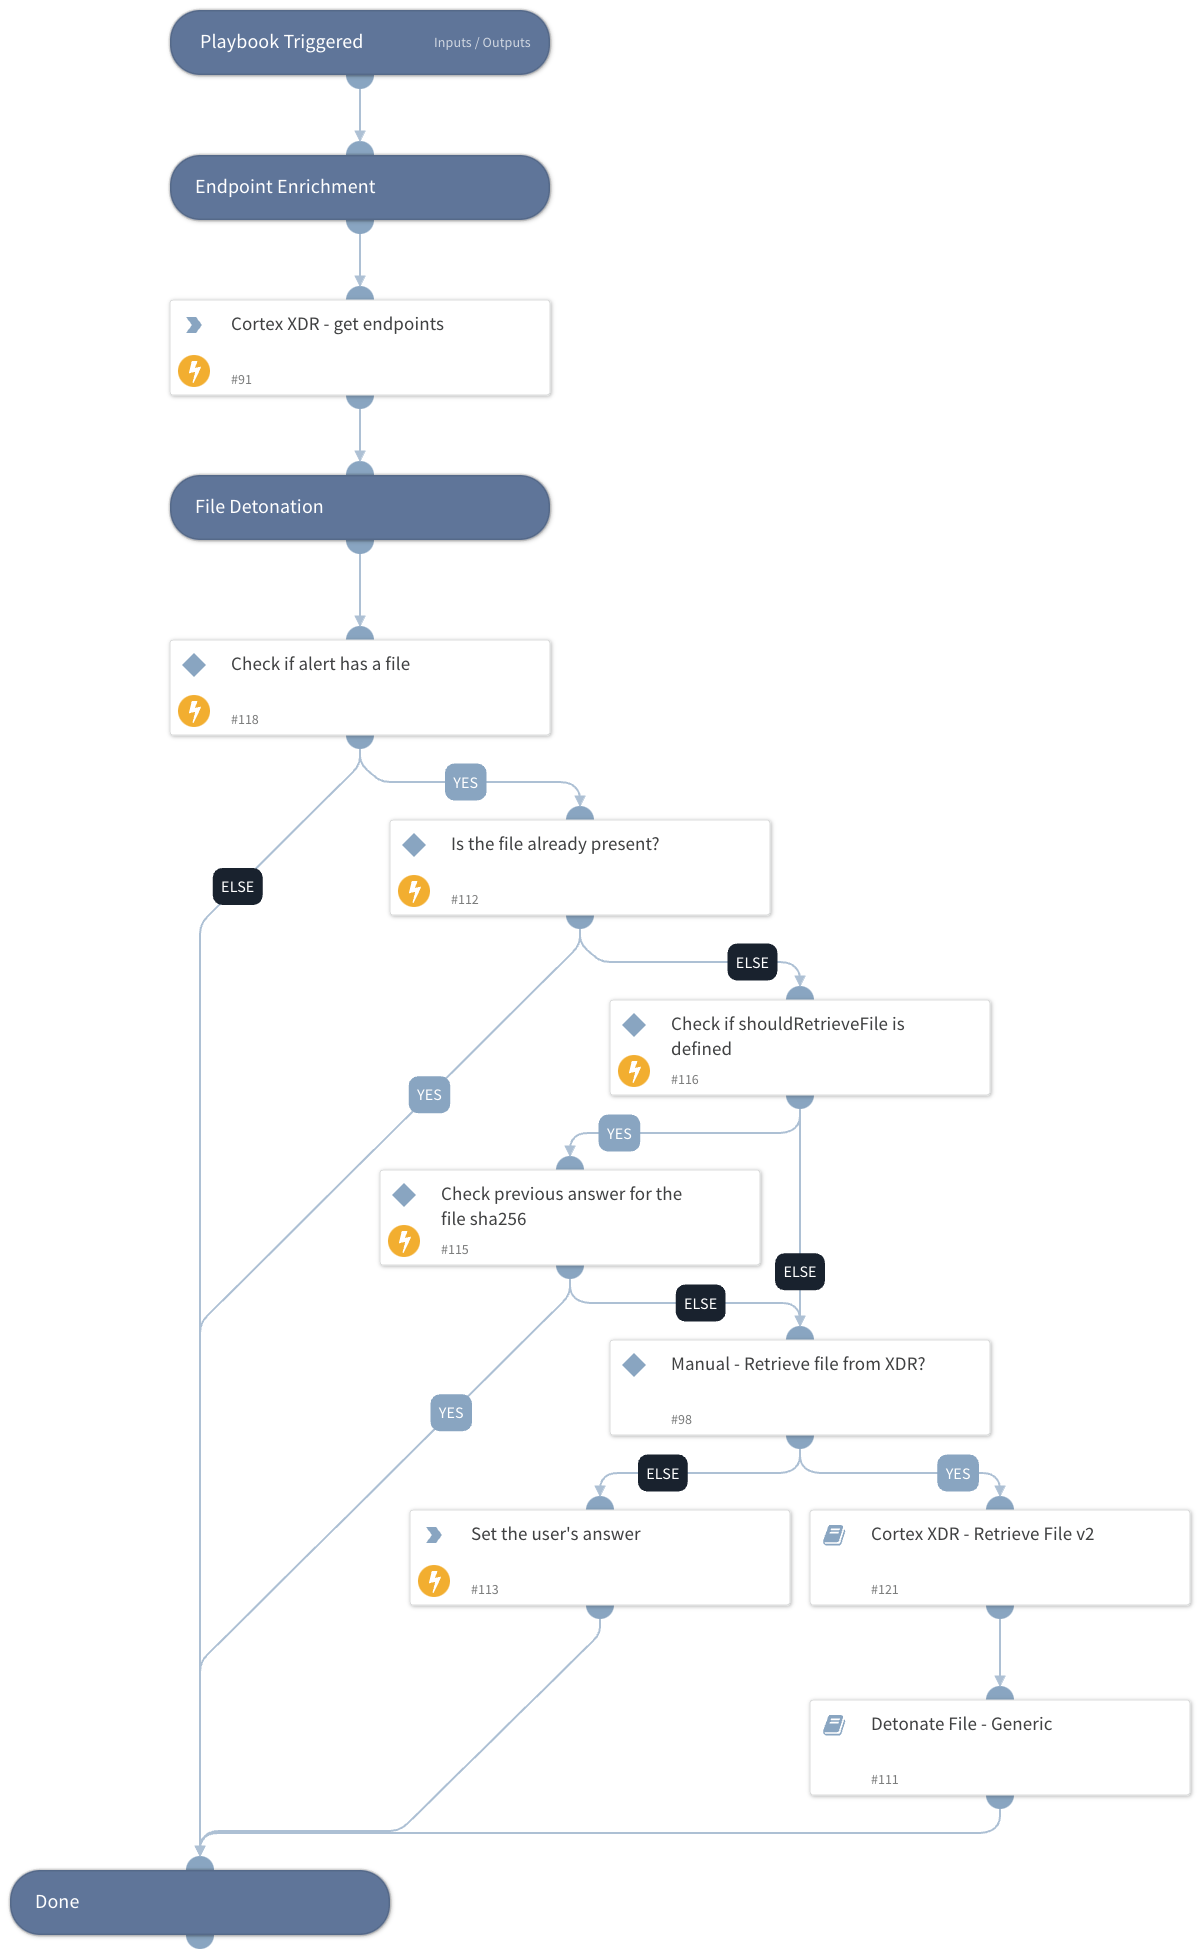 Playbook Triggered
Inputs / Outputs
Endpoint Enrichment
Cortex XDR - get endpoints
#91
File Detonation
Check if alert has a file
#118
YES
ELSE
Is the file already present?
#112
ELSE
YES
Check if shouldRetrieveFile is
defined
#116
YES
ELSE
Check previous answer for the
file sha256
#115
ELSE
YES
Manual - Retrieve file from XDR?
#98
ELSE
YES
Set the user's answer
#113
Cortex XDR - Retrieve File v2
#121
Detonate File - Generic
#111
Done